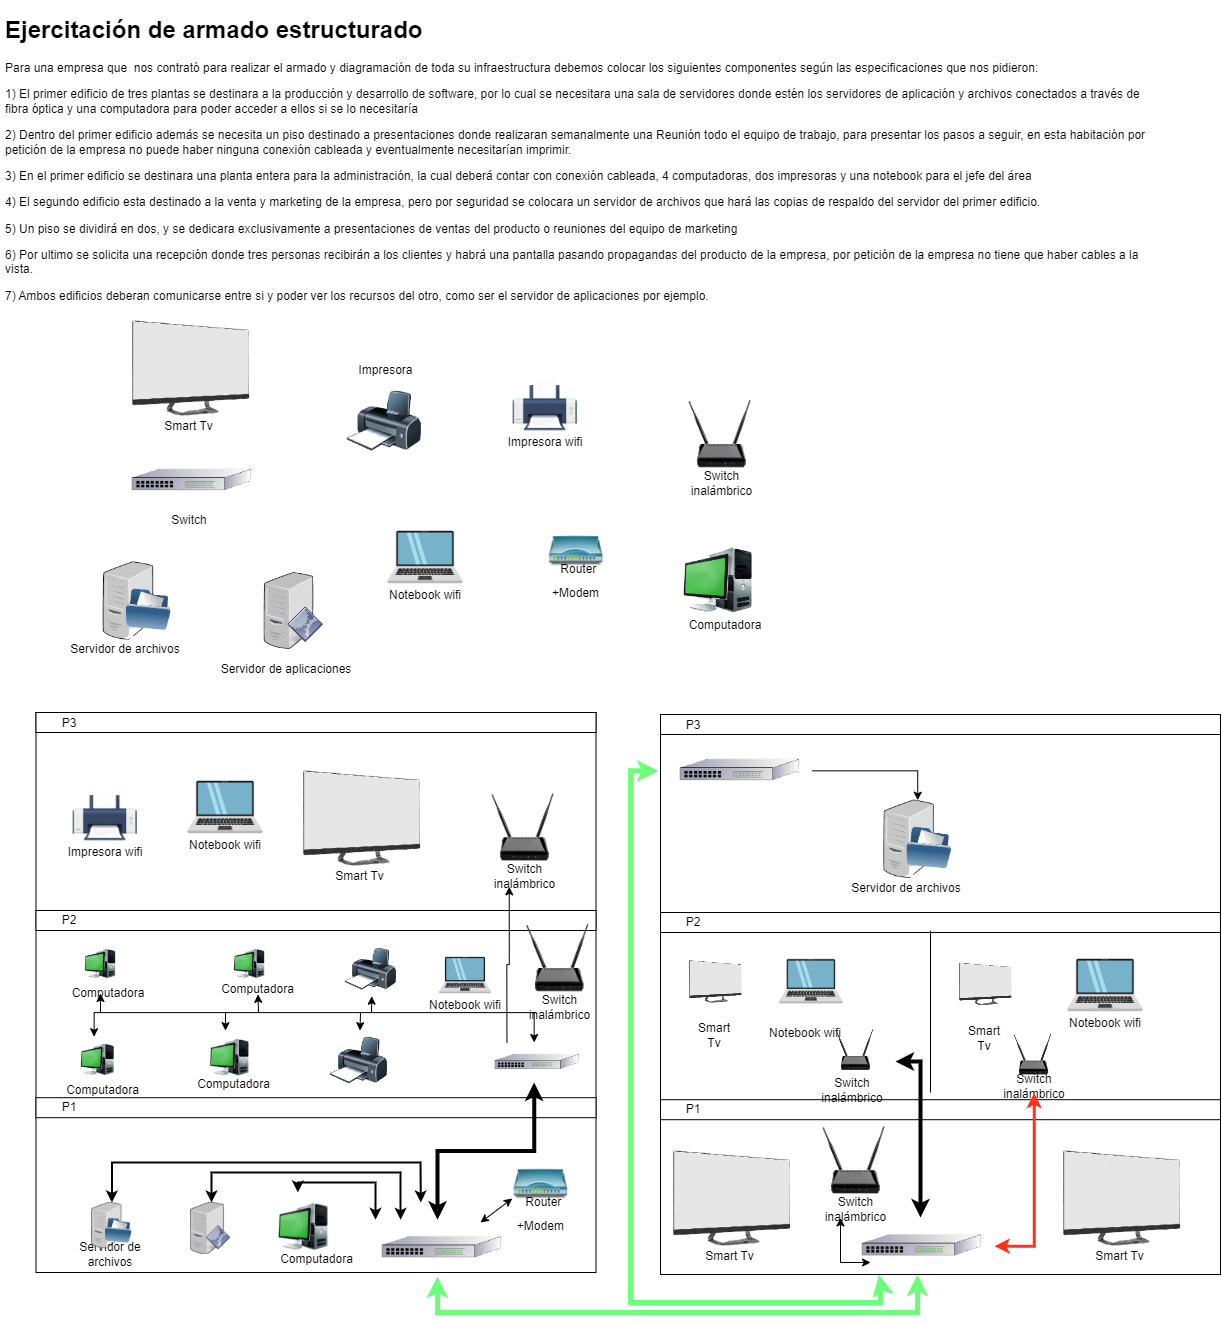 Ejercitación de armado estructurado
Para una empresa que  nos contrató para realizar el armado y diagramación de toda su infraestructura debemos colocar los siguientes componentes según las especificaciones que nos pidieron:
1) El primer edificio de tres plantas se destinara a la producción y desarrollo de software, por lo cual se necesitara una sala de servidores donde estén los servidores de aplicación y archivos conectados a través de
fibra óptica y una computadora para poder acceder a ellos si se lo necesitaría
2) Dentro del primer edificio además se necesita un piso destinado a presentaciones donde realizaran semanalmente una Reunión todo el equipo de trabajo, para presentar los pasos a seguir, en esta habitación por
petición de la empresa no puede haber ninguna conexión cableada y eventualmente necesitarían imprimir.
3) En el primer edificio se destinara una planta entera para la administración, la cual deberá contar con conexión cableada, 4 computadoras, dos impresoras y una notebook para el jefe del área
4) El segundo edificio esta destinado a la venta y marketing de la empresa, pero por seguridad se colocara un servidor de archivos que hará las copias de respaldo del servidor del primer edificio.
5) Un piso se dividirá en dos, y se dedicara exclusivamente a presentaciones de ventas del producto o reuniones del equipo de marketing
6) Por ultimo se solicita una recepción donde tres personas recibirán a los clientes y habrá una pantalla pasando propagandas del producto de la empresa, por petición de la empresa no tiene que haber cables a la
vista.
7) Ambos edificios deberan comunicarse entre si y poder ver los recursos del otro, como ser el servidor de aplicaciones por ejemplo.
Impresora
Smart Tv
Impresora wifi
Switch
inalámbrico
Switch
Router
+Modem
Notebook wifi
Computadora
Servidor de archivos
Servidor de aplicaciones
P3
Impresora wifi
Notebook wifi
Smart Tv
Switch
inalámbrico
P2
Computadora
Computadora
Notebook wifi
Switch
inalámbrico
Computadora
Computadora
P1
Servidor de
archivos
Computadora
Router
+Modem
P3
Servidor de archivos
P2
Smart
Tv
Notebook wifi
Switch
inalámbrico
Smart
Tv
Notebook wifi
Switch
inalámbrico
P1
Smart Tv
Switch
inalámbrico
Smart Tv